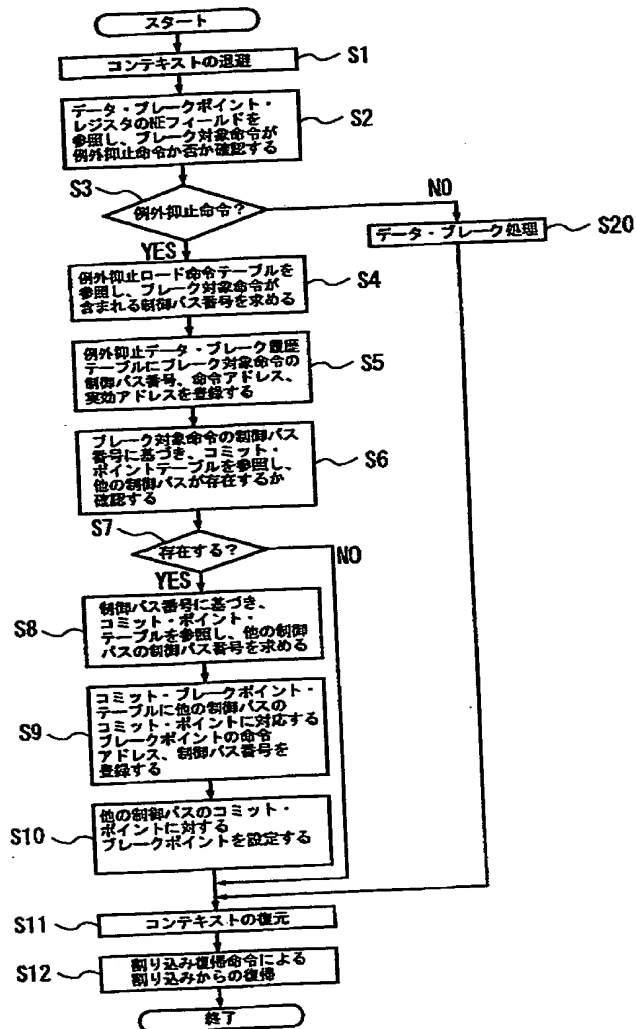 スタート
コンテキストの退避
S1
データ・ブレークポイント・
レジスタのNEフィールドを
参照し、ブレーク対象命令が
例外抑止命令か否か確認する
S2
S3
例外抑止命令?
NO
YES
データ・ブレーク処理
S20
例外抑止ロード命令テーブルを
参照し、ブレーク対象命令が
含まれる制御パス番号を求める
S4
例外抑止データ・ブレーク履歴
テーブルにブレーク対象命令の
制御パス番号、命令アドレス、
実効アドレスを登録する
S5
ブレーク対象命令の制御パス
番号に基づき、コミット・
ポイントテーブルを参照し、
他の制御パスが存在するか
確認する
S6
S7
存在する?
NO
YES
S8
制御パス番号に基づき、
コミット・ポイント・
テーブルを参照し、他の制御
パスの制御パス番号を求める
S9
コミット・ブレークポイント・
テーブルに他の制御パスの
コミット・ポイントに対応する
ブレークポイントの命令
アドレス、制御パス番号を
登録する
S10
他の制御パスのコミット・
ポイントに対する
ブレークポイントを設定する
S11
コンテキストの復元
S12
割り込み復帰命令による
割り込みからの復帰
終了